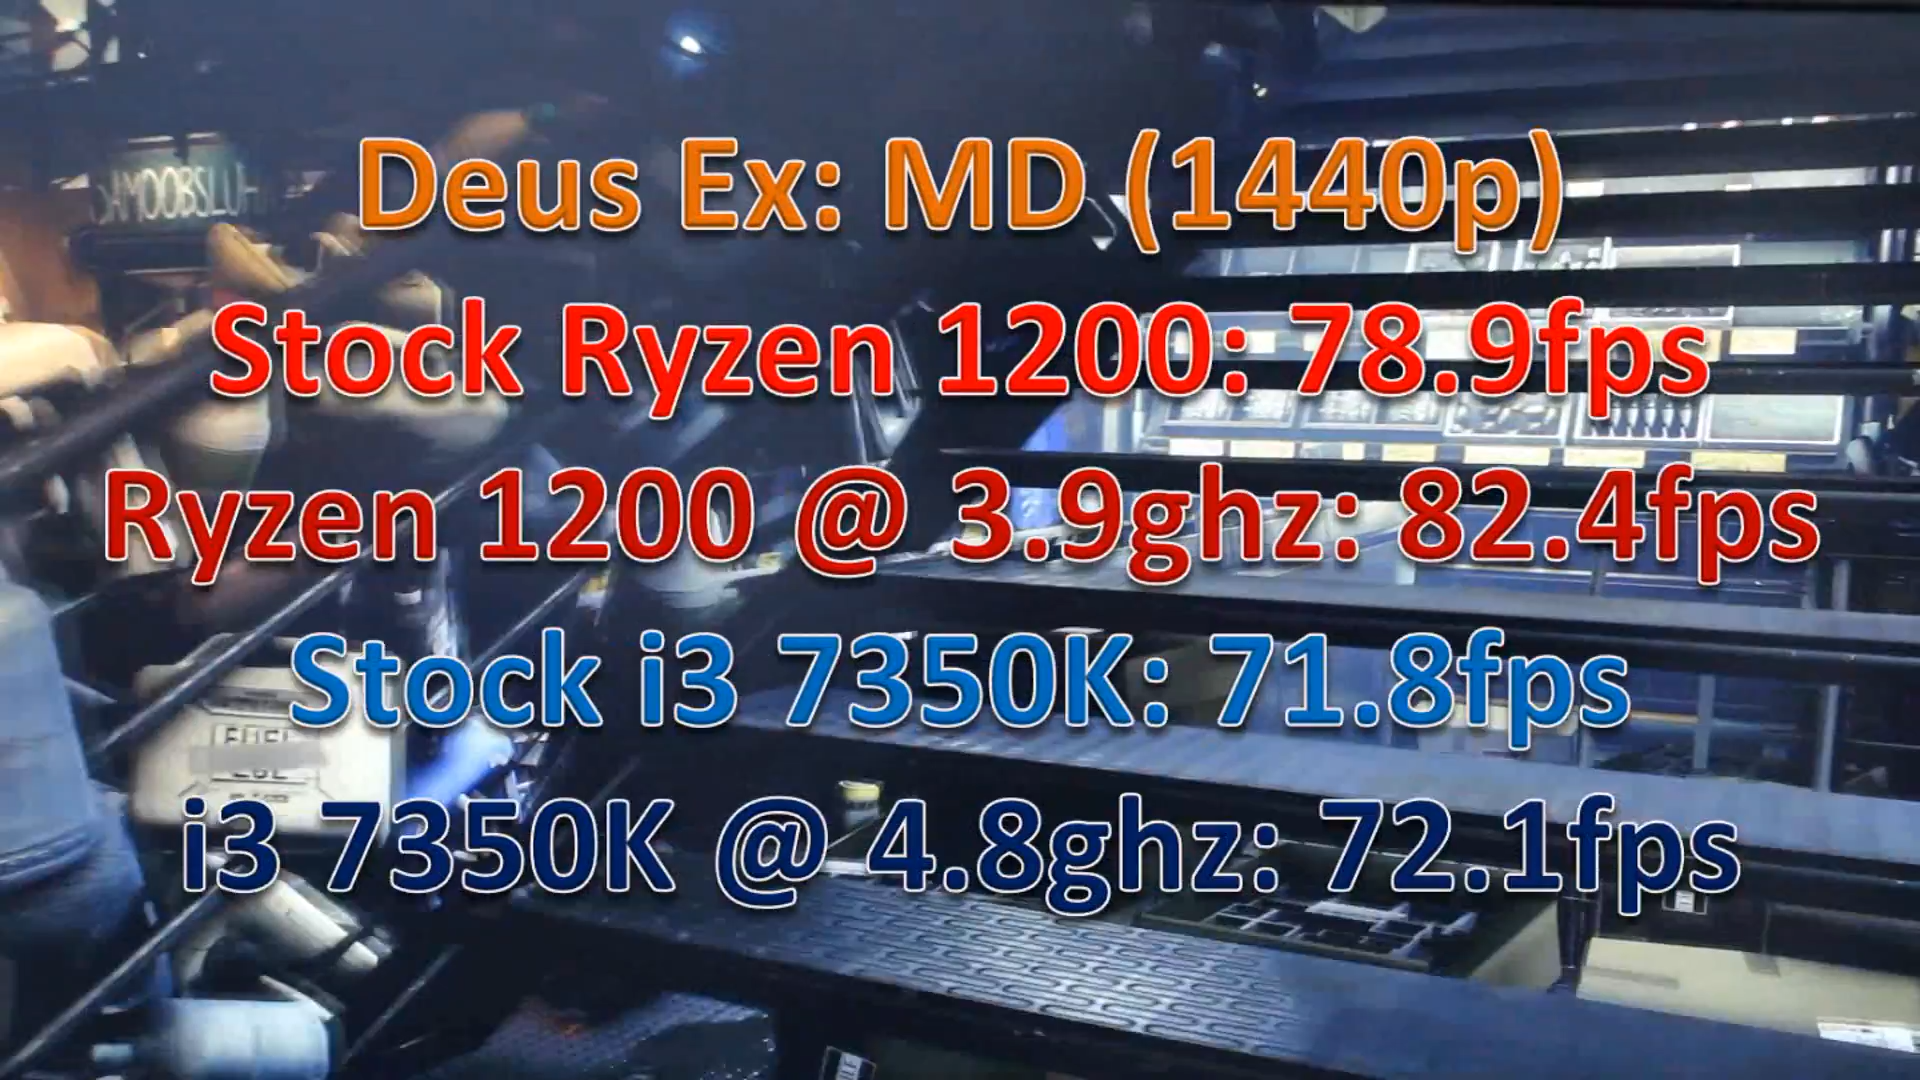 Deus Ex: MD (1440p)
Stock Ryzen 1200: 78.9fps
Ryzen 1200 @ 3.9ghz: 82.4fps
Stock i3 7350K: 71.8fps
i3 7350K @ 4.8ghz: 72.1fps
FUEL